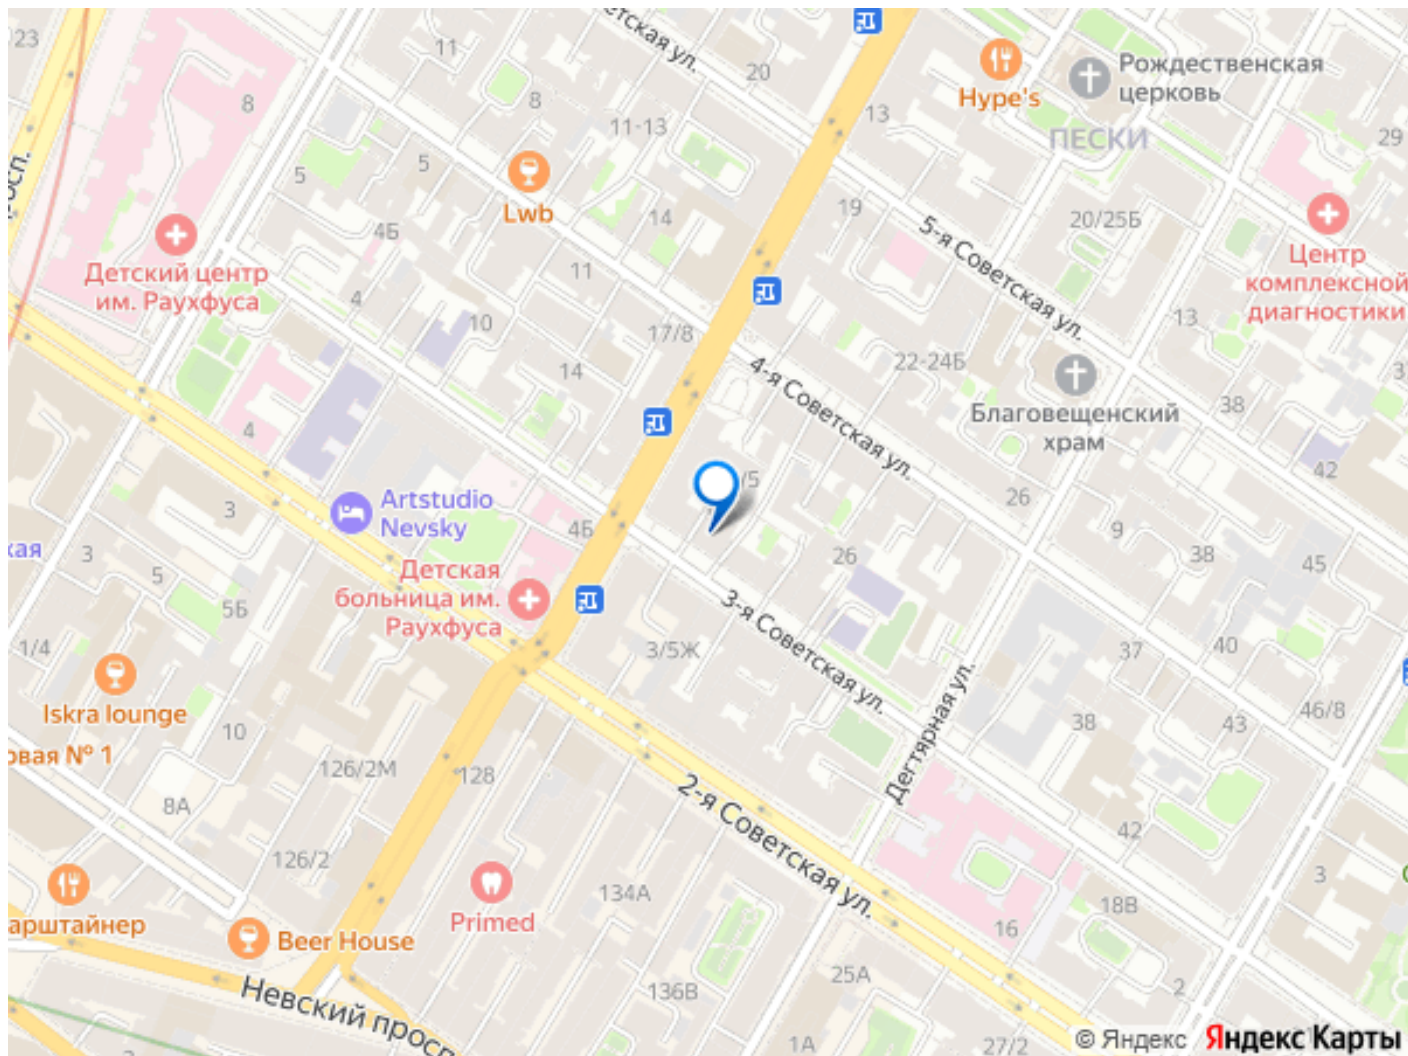 23
11
8
20
8
11-13
13
Hype's
Рождественская
церковь
ПЕСКИ
29
5
5
Lwb
14
19
20/25Б
4Б
5-я Советская ул.
Детский центр
им. Раухфуса
11
4
10
17/8
14
Центр
комплексной
диагностики
13
22-24Б
4-я Советская ул.
Благовещенский
храм
38
42
4
3
Artstudio
Nevsky
4Б
/5
26
26
9
38
45
3
5
5Б
Детская
больница им.
Раухфуса
3-я Советская ул.
1/4
3/5Ж
37
40
Iskra lounge
10
Дегтярная ул.
38
43
46/8
овая № 1
126/2М
128
8А
2-я Советская ул.
42
126/2
134А
3
Primed
18В
16
арштайнер
Beer House
Невский просп
136В
25А
2
1А
27/2
© Яндекс
Яндекс Карты